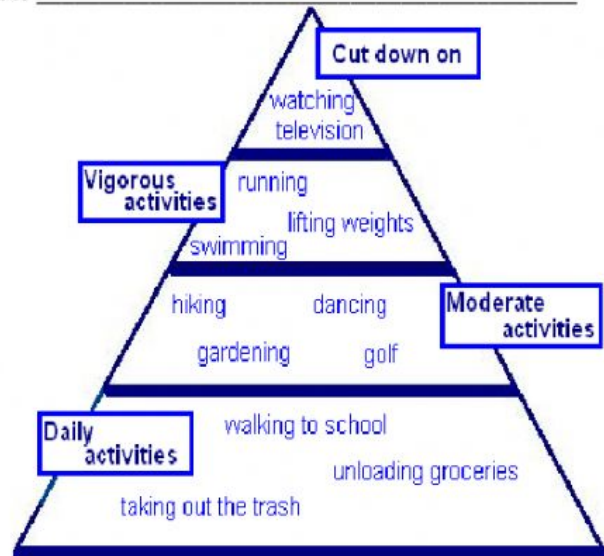 Cut down on
watching
television
Vigorous
activities
running
lifting weights
swimming
hiking
dancing
Moderate
activities
gardening
golf
Daily
activities
walking to school
unloading groceries
taking out the trash